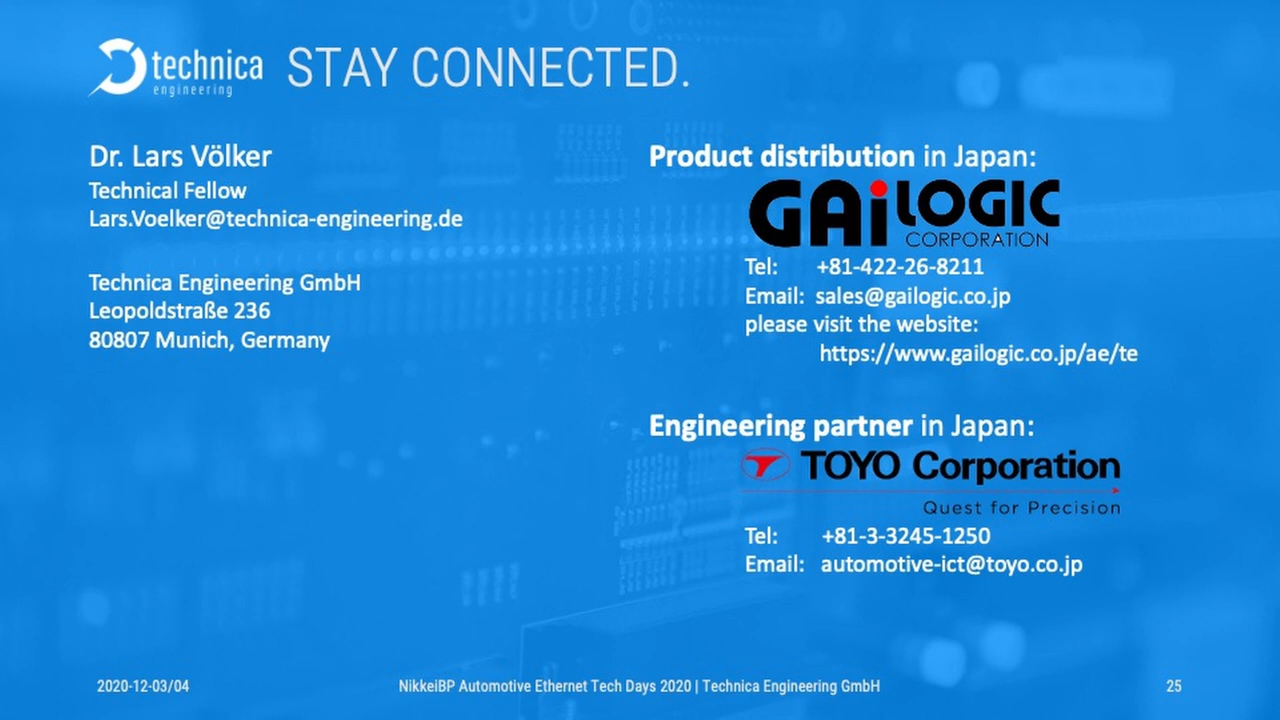 technica
engineering
STAY CONNECTED.
Dr. Lars Völker
Technical Fellow
Lars.Voelker@technica-engineering.de
Technica Engineering GmbH
Leopoldstraße 236
80807 Munich, Germany
Product distribution in Japan:
GAiLOGIC
CORPORATION
Tel: +81-422-26-8211
Email: sales@gailogic.co.jp
please visit the website:
https://www.gailogic.co.jp/ae/te
Engineering partner in Japan:
TOYO Corporation
Quest for Precision
Tel: +81-3-3245-1250
Email: automotive-ict@toyo.co.jp
2020-12-03/04
NikkeiBP Automotive Ethernet Tech Days 2020 | Technica Engineering GmbH
25